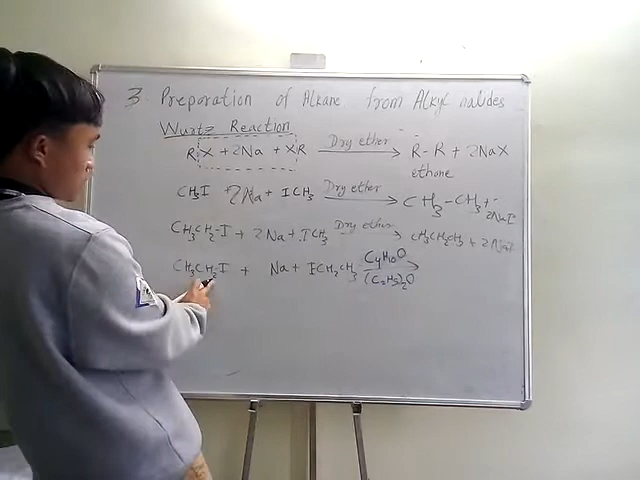 3 Preparation of Alkane from Alkyl halides
Wurtz Reaction
R X + 2Na + X R Dry ether → R - R + 2NaX
ethane
CH3I + 2Na + ICH3 Dry ether → CH3 - CH3 + 2NaI
CH3CH2-I + 2Na + ICH3 Dry ether → CH3CH2CH3 + 2NaI
CH3CH2I + Na + ICH2CH3 C4H10O → (C2H5)2O